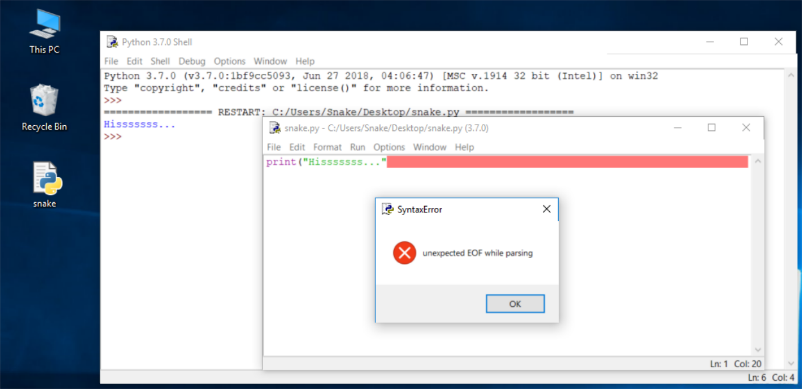 This PC
Recycle Bin
snake
Python 3.7.0 Shell
File Edit Shell Debug Options Window Help
Python 3.7.0 (v3.7.0:1bf9cc5093, Jun 27 2018, 04:06:47) [MSC v.1914 32 bit (Intel)] on win32
Type "copyright", "credits" or "license()" for more information.
>>>
================== RESTART: C:/Users/Snake/Desktop/snake.py ==================
Hisssssss...
>>>
snake.py - C:/Users/Snake/Desktop/snake.py (3.7.0)
File Edit Format Run Options Window Help
print("Hisssssss..."
SyntaxError
unexpected EOF while parsing
OK
Ln: 1 Col: 20
Ln: 6 Col: 4